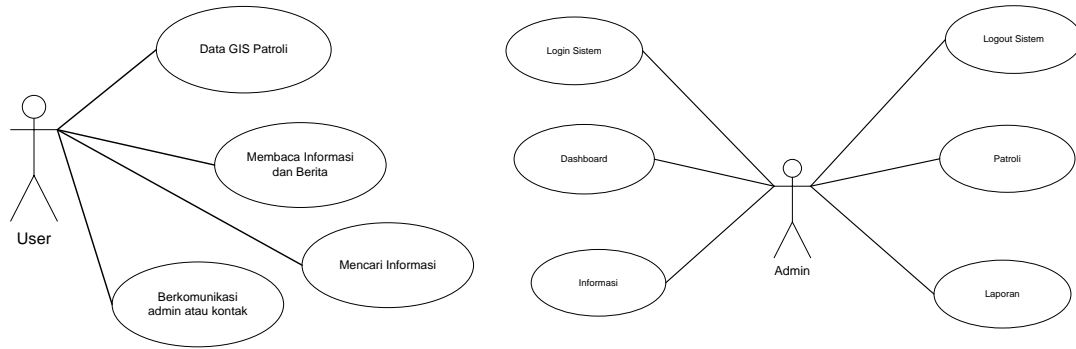 Data GIS Patroli
Membaca Informasi
dan Berita
Mencari Informasi
Berkomunikasi
admin atau kontak
User
Login Sistem
Logout Sistem
Dashboard
Patroli
Informasi
Laporan
Admin